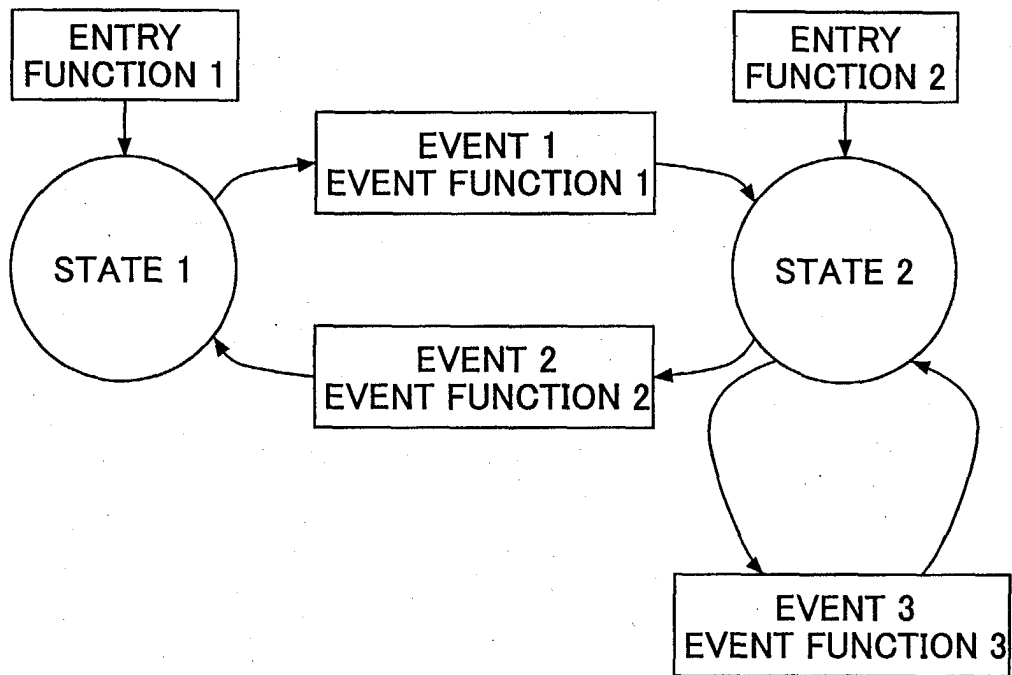 ENTRY
FUNCTION 1
ENTRY
FUNCTION 2
EVENT 1
EVENT FUNCTION 1
STATE 1
STATE 2
EVENT 2
EVENT FUNCTION 2
EVENT 3
EVENT FUNCTION 3